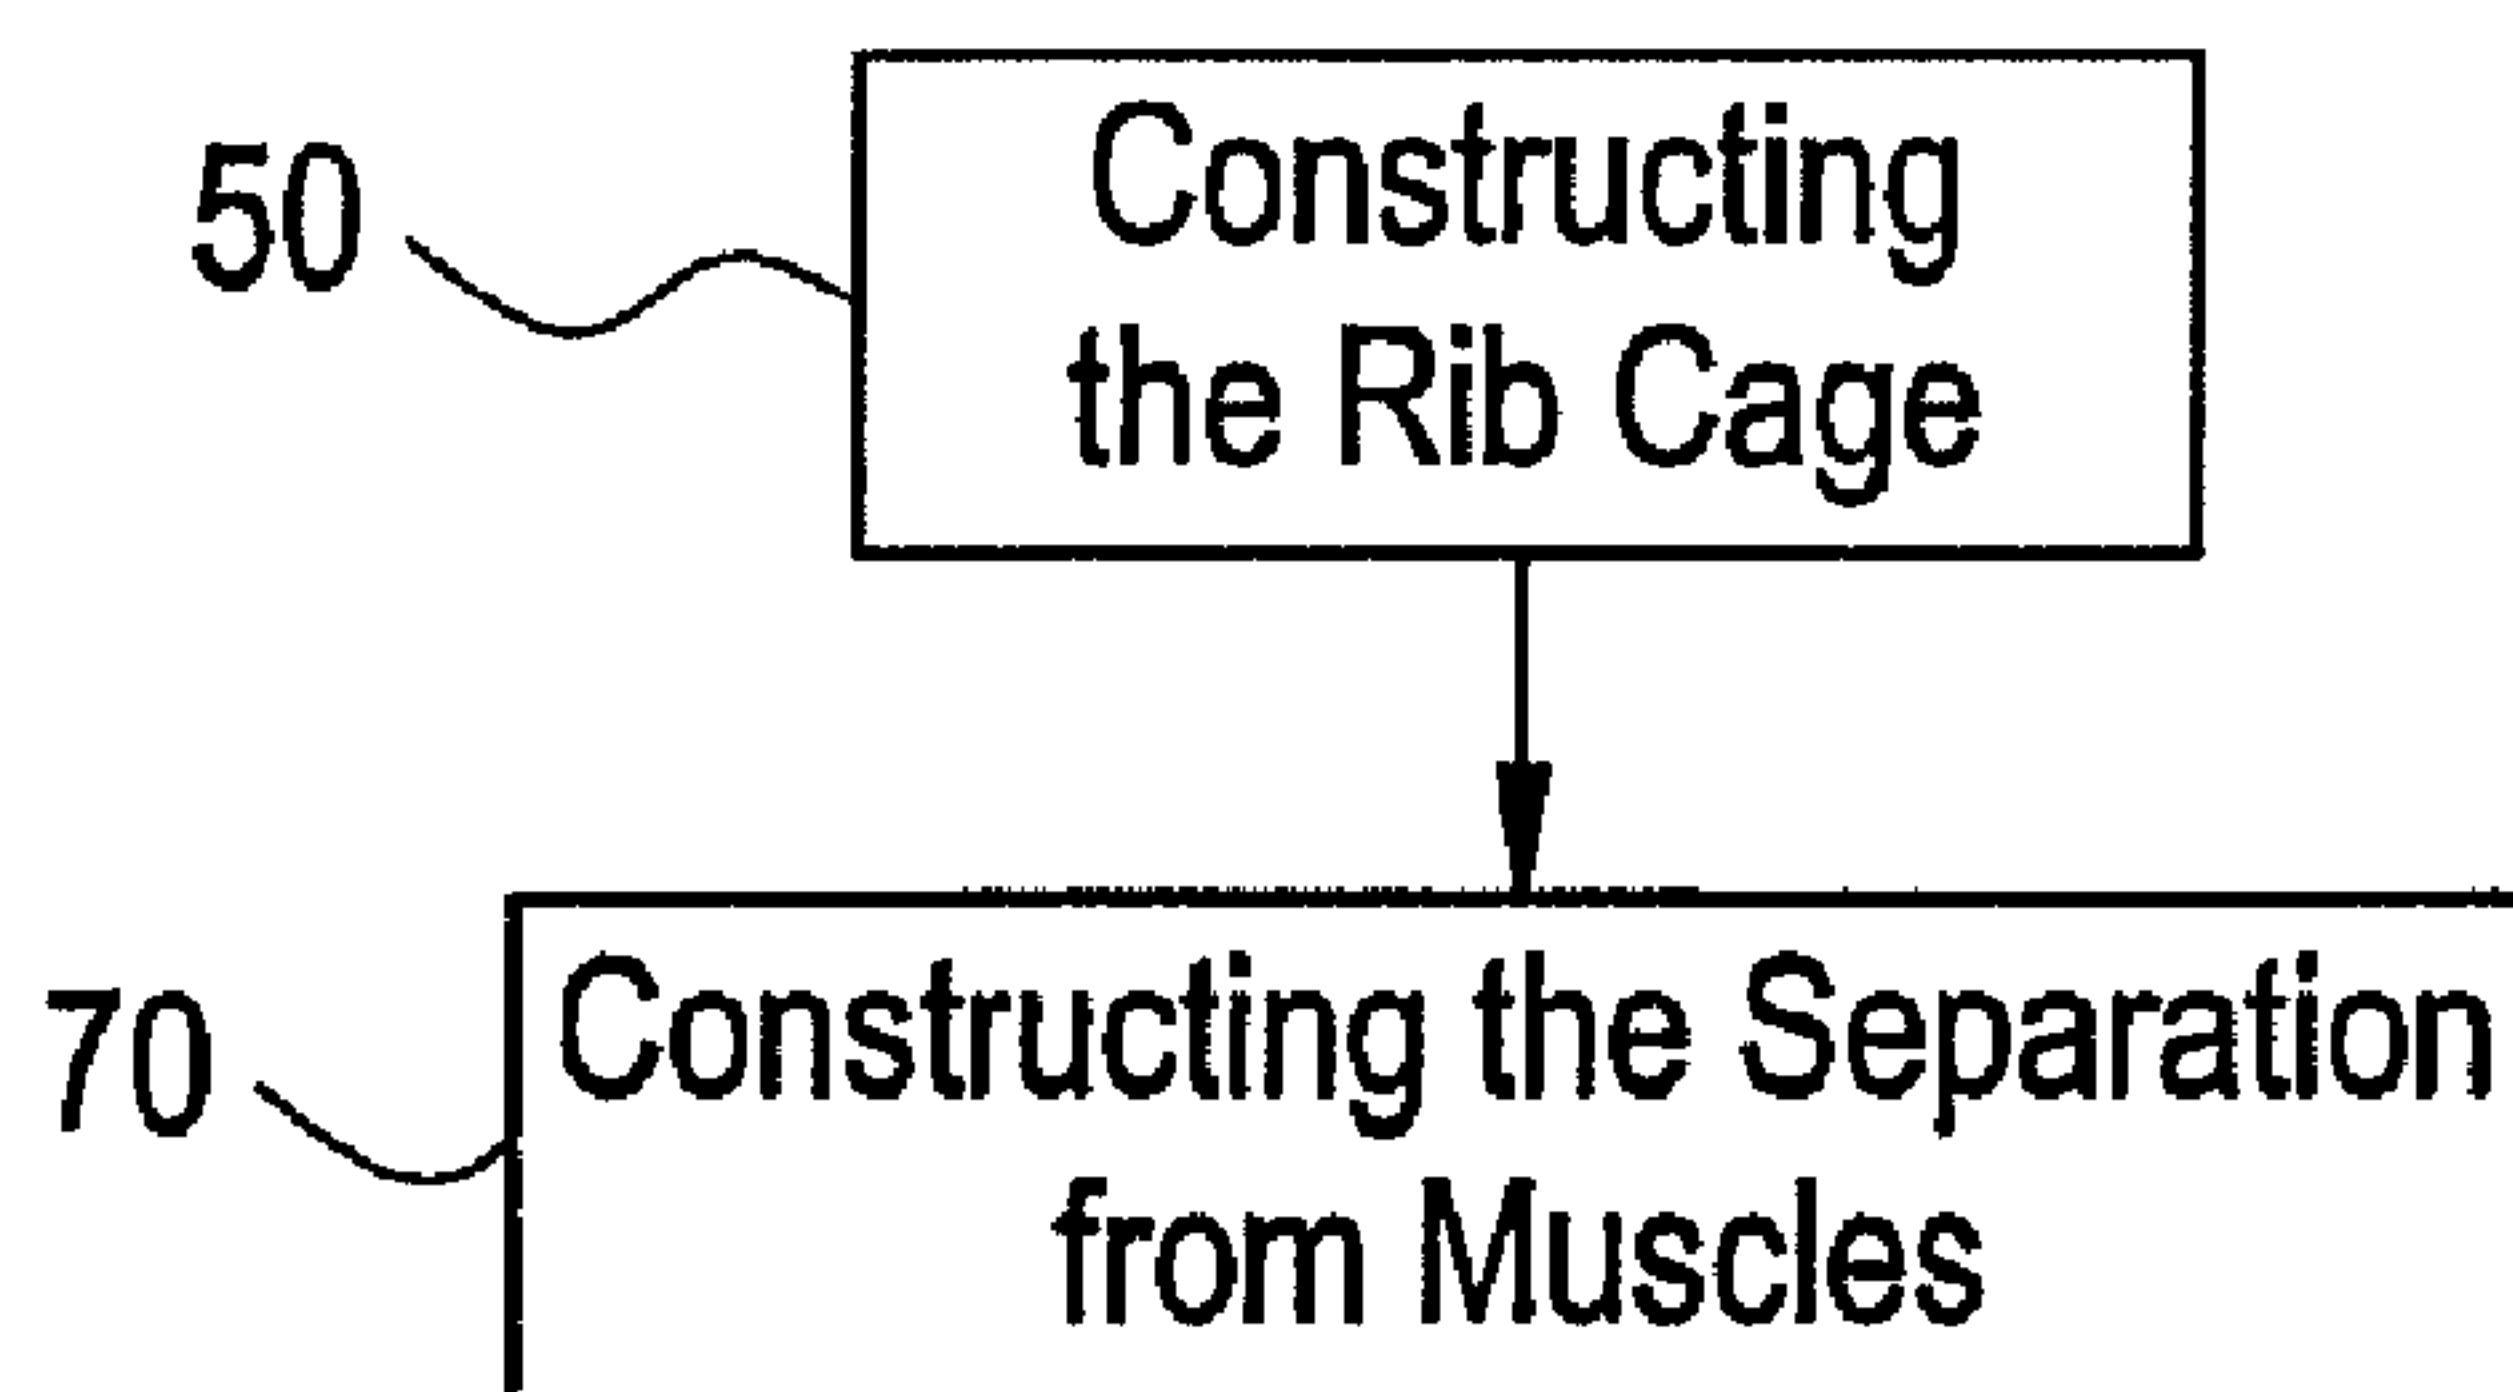 50
Constructing
the Rib Cage
70
Constructing the Separation
from Muscles